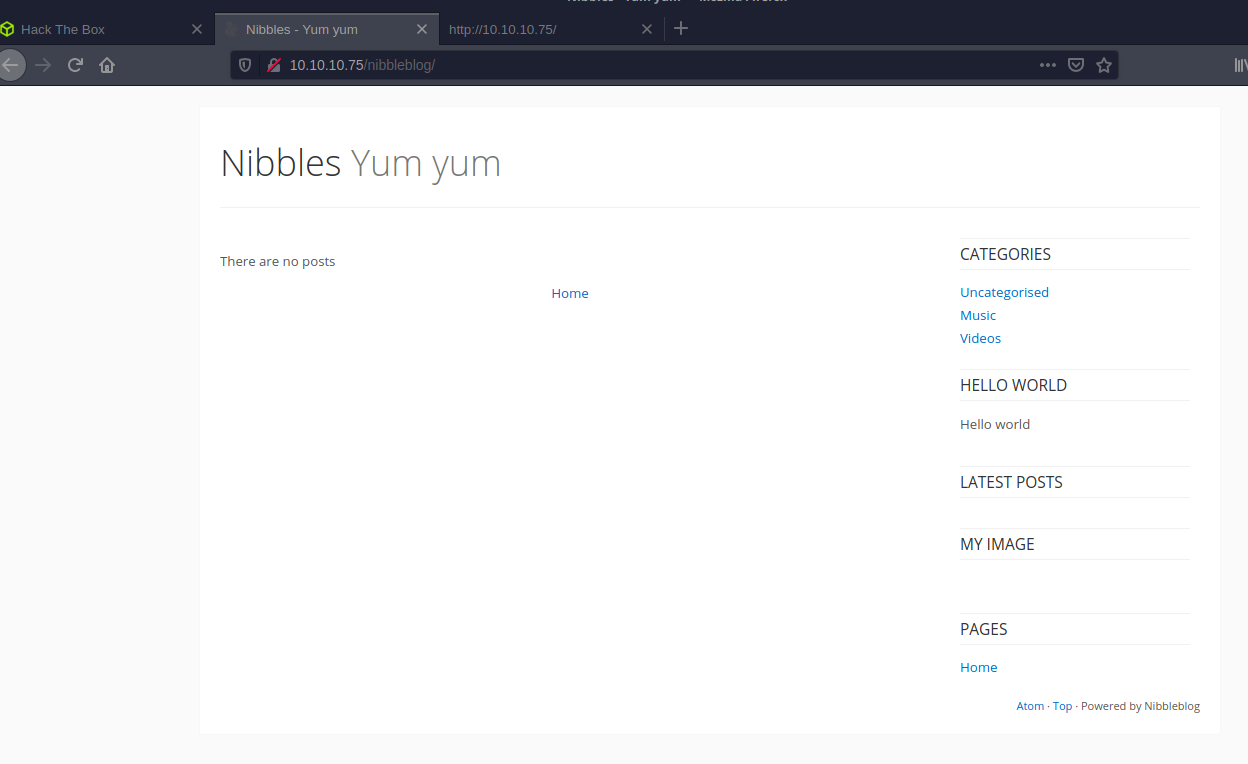 Hack The Box
Nibbles - Yum yum
http://10.10.10.75/
10.10.10.75/nibbleblog/
Nibbles Yum yum
There are no posts
Home
CATEGORIES
Uncategorised
Music
Videos
HELLO WORLD
Hello world
LATEST POSTS
MY IMAGE
PAGES
Home
Atom · Top · Powered by Nibbleblog